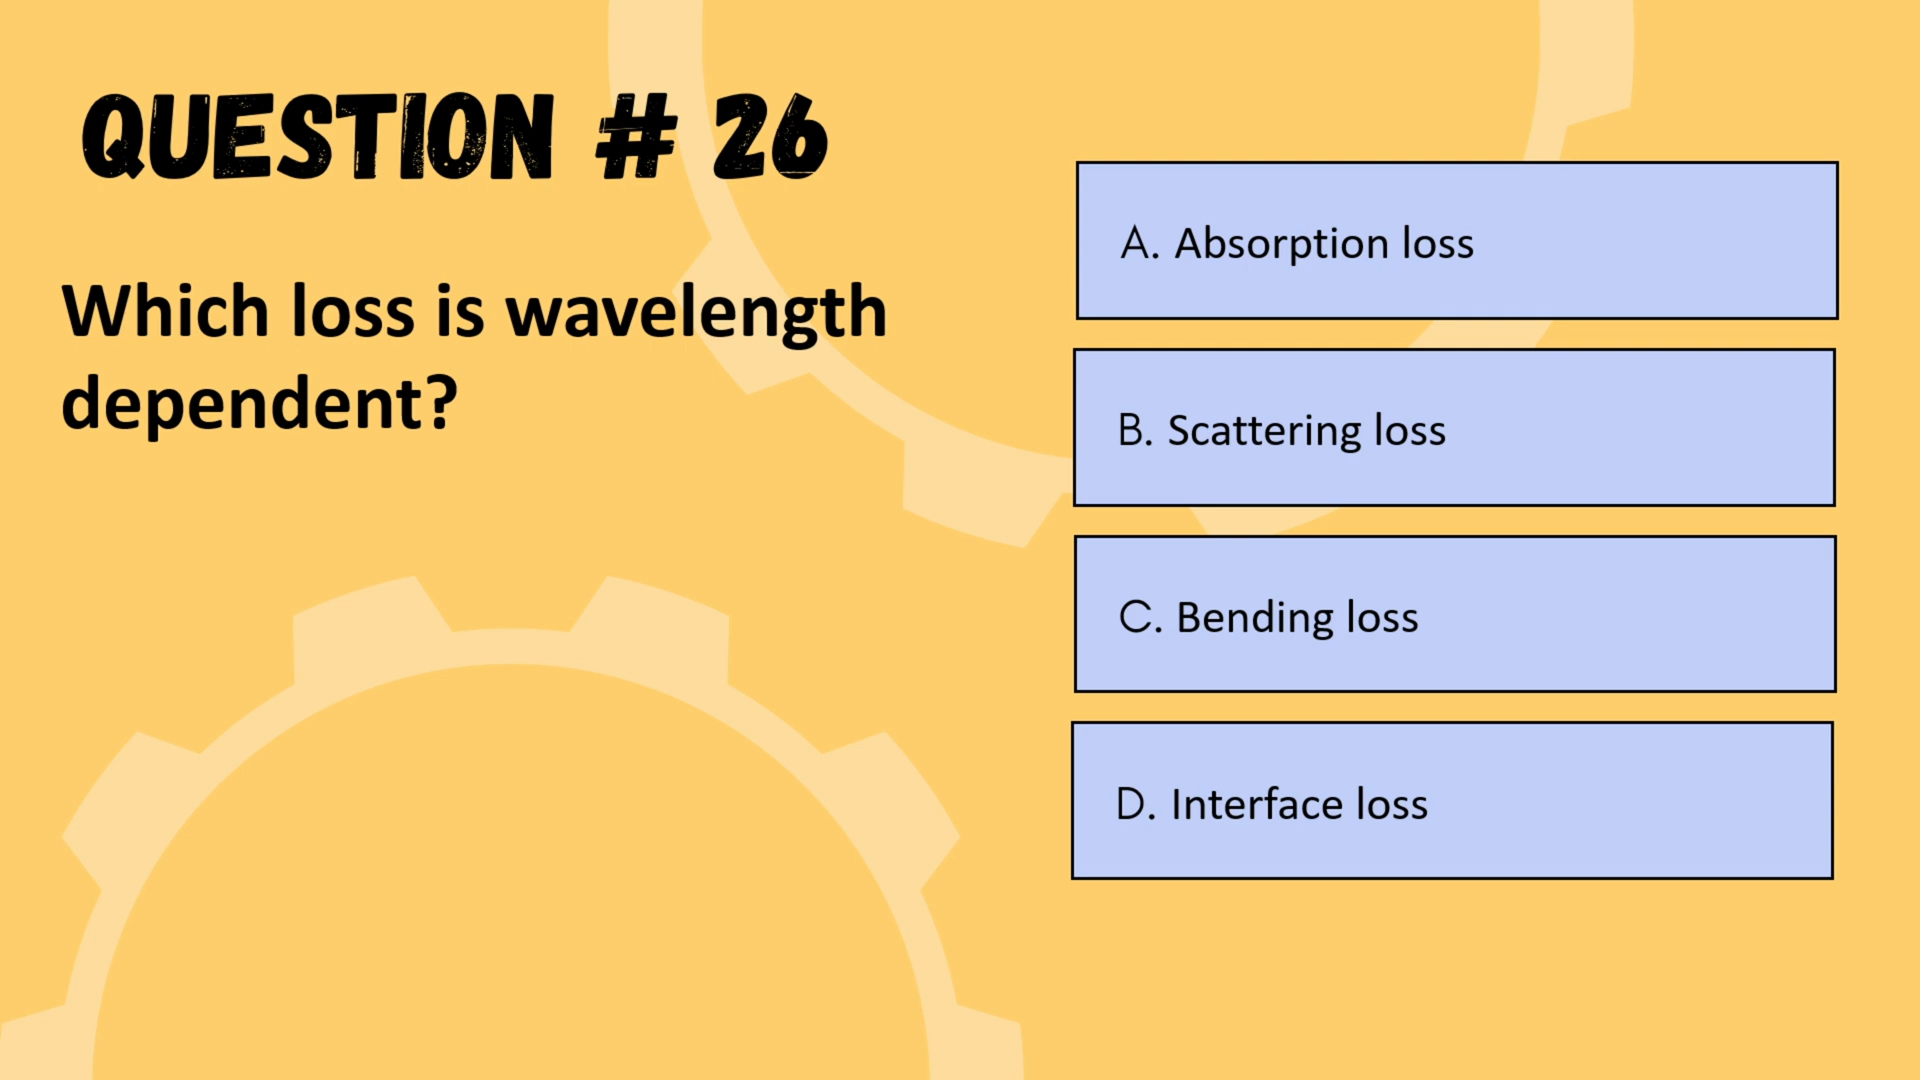 QUESTION # 26
Which loss is wavelength
dependent?
A. Absorption loss
B. Scattering loss
C. Bending loss
D. Interface loss